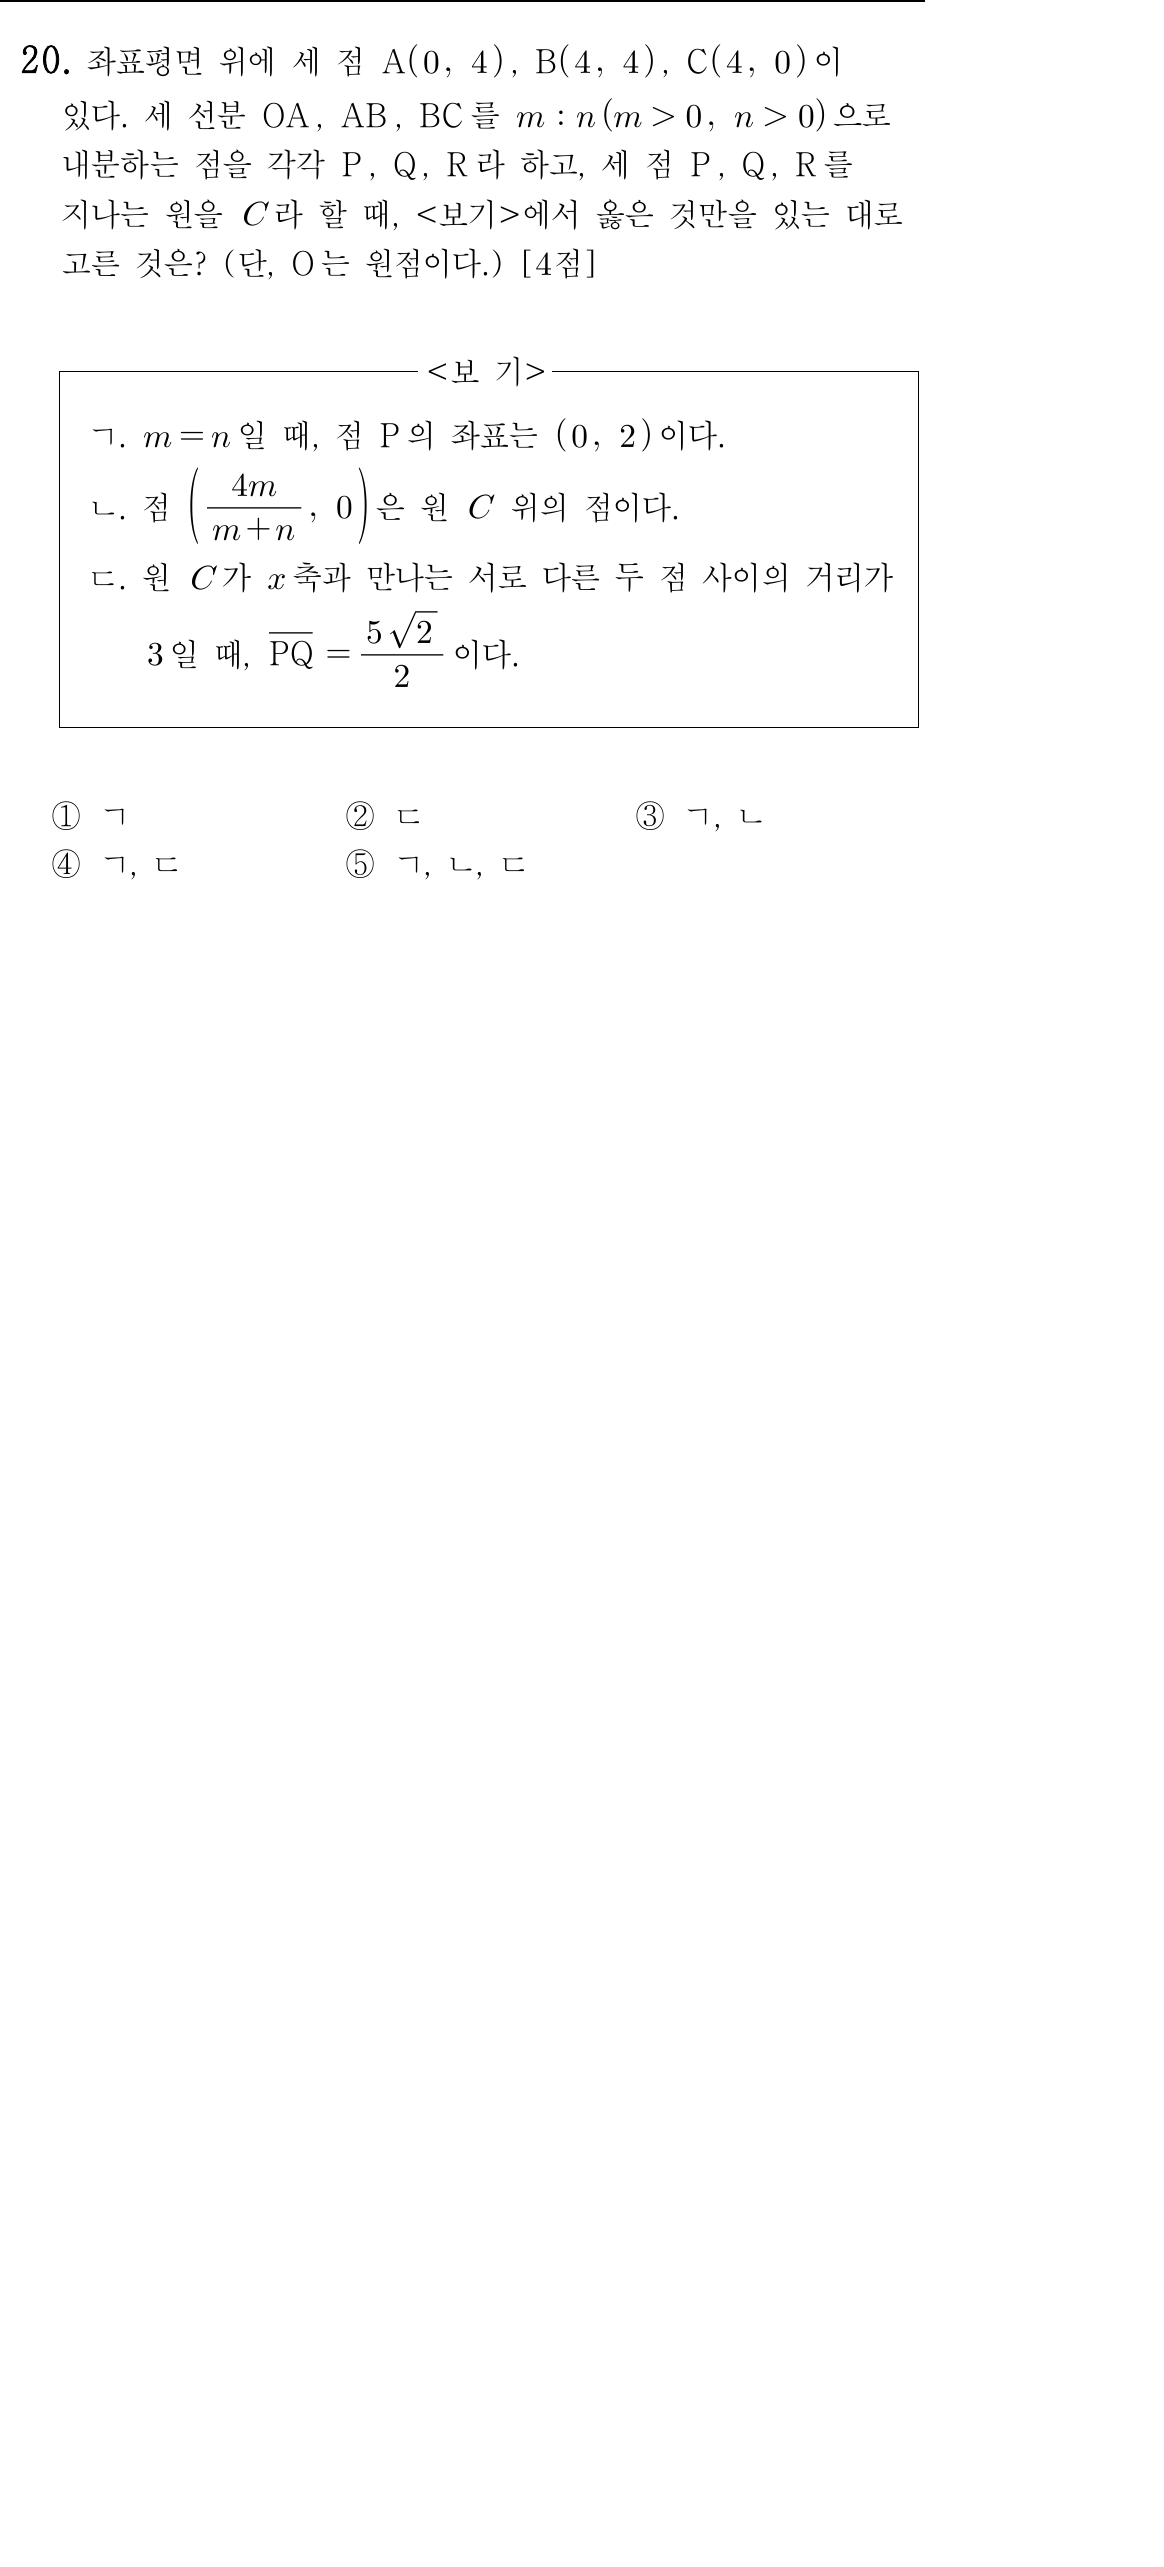 20. 좌표평면 위에 세 점 A(0, 4), B(4, 4), C(4, 0)이
있다. 세 선분 OA, AB, BC를 m : n(m > 0, n > 0)으로
내분하는 점을 각각 P, Q, R라 하고, 세 점 P, Q, R를
지나는 원을 C라 할 때, <보기>에서 옳은 것만을 있는 대로
고른 것은? (단, O는 원점이다.) [4점]
<보 기>
ㄱ. m = n일 때, 점 P의 좌표는 (0, 2)이다.
ㄴ. 점 (4m/(m+n), 0)은 원 C 위의 점이다.
ㄷ. 원 C가 x축과 만나는 서로 다른 두 점 사이의 거리가
3일 때, P̅Q̅ = 5√2/2 이다.
① ㄱ ② ㄷ ③ ㄱ, ㄴ
④ ㄱ, ㄷ ⑤ ㄱ, ㄴ, ㄷ